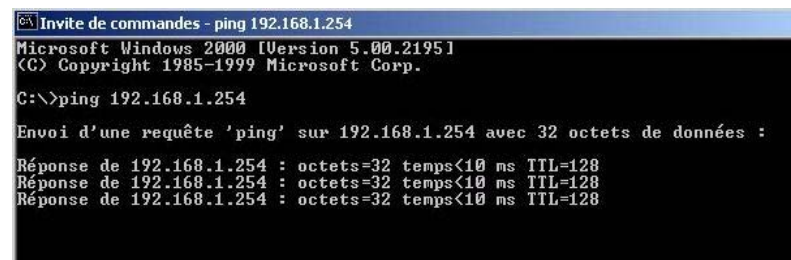 Invite de commandes - ping 192.168.1.254
Microsoft Windows 2000 [Version 5.00.2195]
(C) Copyright 1985-1999 Microsoft Corp.
C:\>ping 192.168.1.254
Envoi d'une requête 'ping' sur 192.168.1.254 avec 32 octets de données :
Réponse de 192.168.1.254 : octets=32 temps<10 ms TTL=128
Réponse de 192.168.1.254 : octets=32 temps<10 ms TTL=128
Réponse de 192.168.1.254 : octets=32 temps<10 ms TTL=128